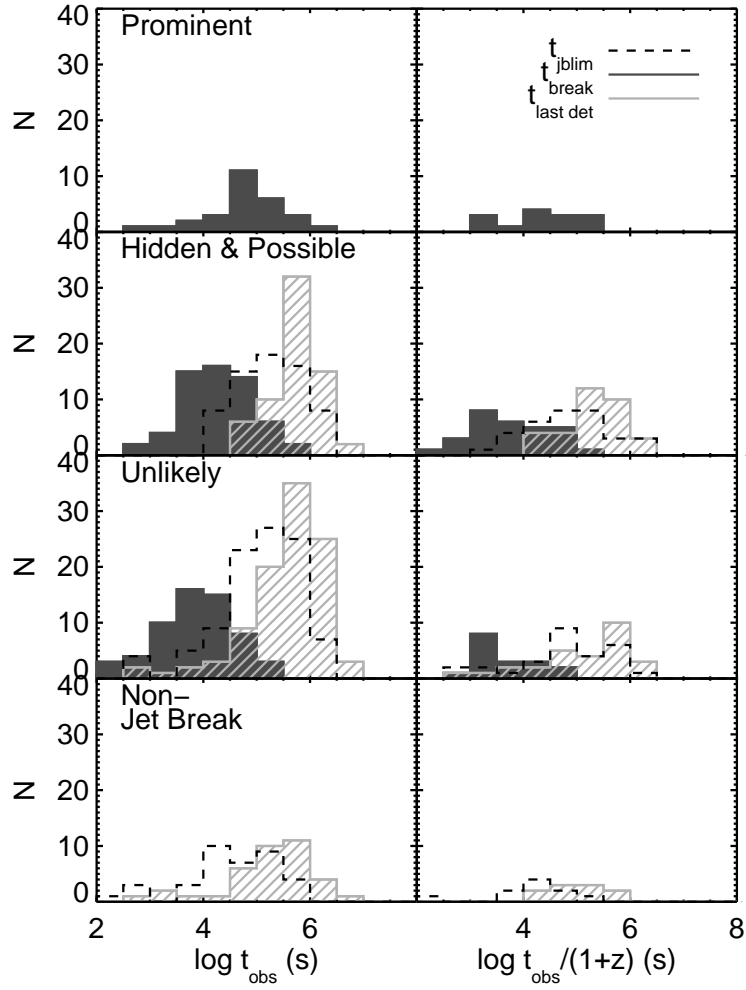 40
Prominent
t_jblim
30
t_break
t_last det
N
20
10
0
40
Hidden & Possible
30
N
20
10
0
40
Unlikely
30
N
20
10
0
40
Non–
Jet Break
30
N
20
10
0
2 4 6 4 6 8
log t_obs (s) log t_obs/(1+z) (s)